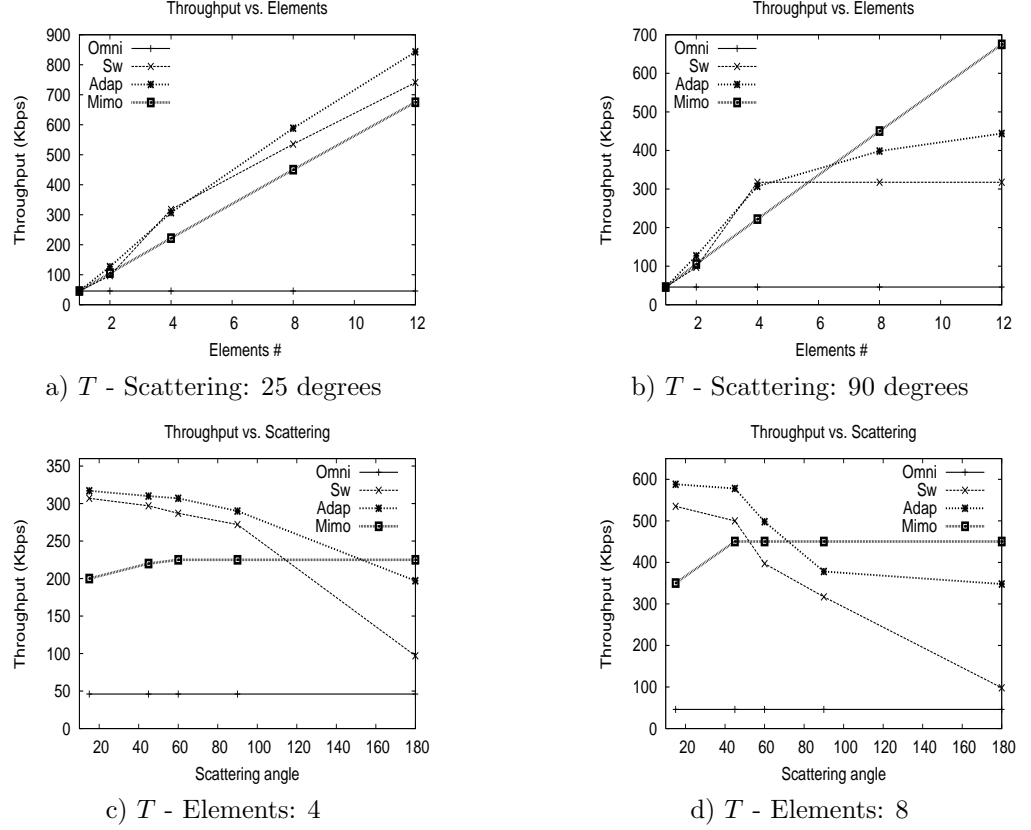 Throughput vs. Elements
900
800
700
600
500
400
300
200
100
0
2 4 6 8 10 12
Throughput (Kbps)
Elements #
Omni
Sw
Adap
Mimo
a) T - Scattering: 25 degrees
Throughput vs. Elements
700
600
500
400
300
200
100
0
2 4 6 8 10 12
Throughput (Kbps)
Elements #
Omni
Sw
Adap
Mimo
b) T - Scattering: 90 degrees
Throughput vs. Scattering
350
300
250
200
150
100
50
0
20 40 60 80 100 120 140 160 180
Throughput (Kbps)
Scattering angle
Omni
Sw
Adap
Mimo
c) T - Elements: 4
Throughput vs. Scattering
600
500
400
300
200
100
0
20 40 60 80 100 120 140 160 180
Throughput (Kbps)
Scattering angle
Omni
Sw
Adap
Mimo
d) T - Elements: 8